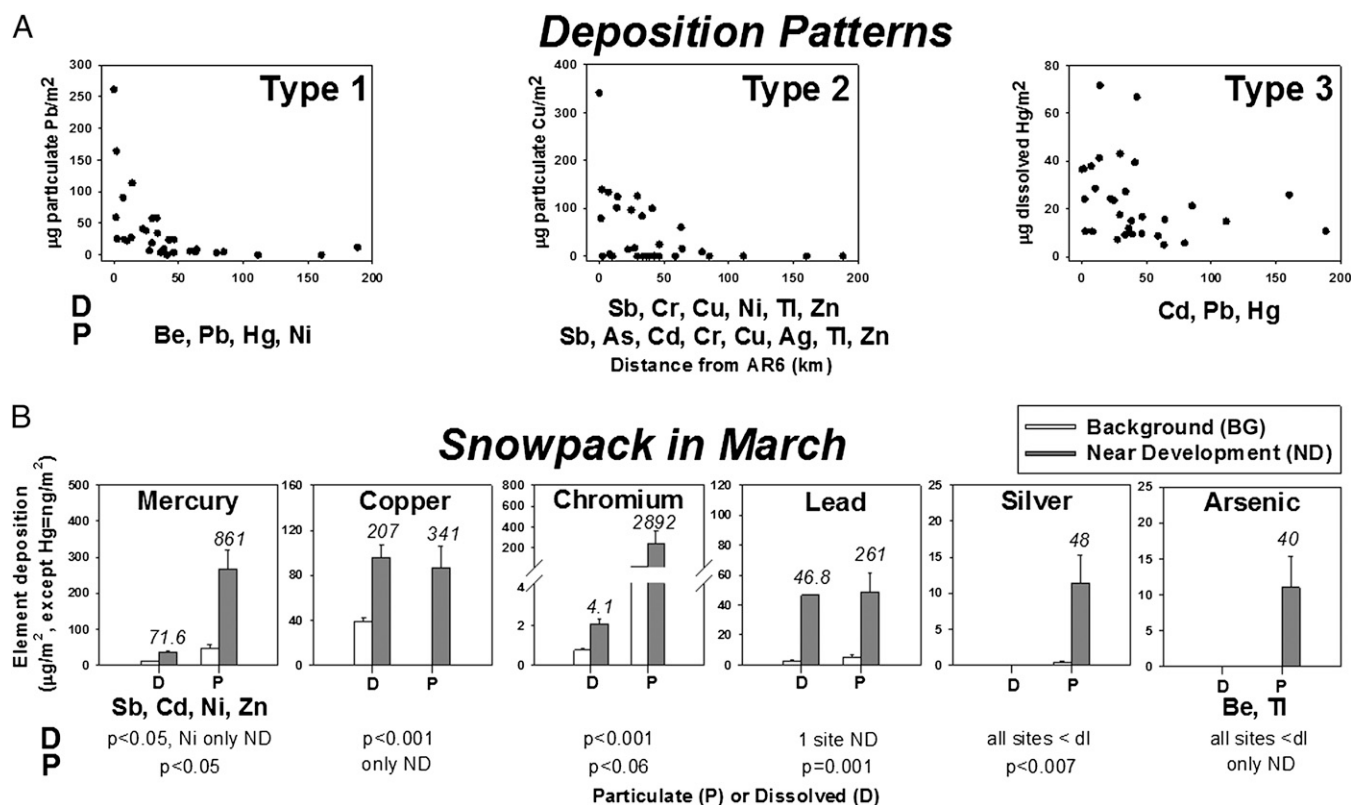 A
Deposition Patterns
Type 1
µg particulate Pb/m2
300
250
200
150
100
50
0
0 50 100 150 200
Type 2
µg particulate Cu/m2
400
300
200
100
0
0 50 100 150 200
Type 3
µg dissolved Hg/m2
80
60
40
20
0
0 50 100 150 200
D
P
Be, Pb, Hg, Ni
Sb, Cr, Cu, Ni, Tl, Zn
Sb, As, Cd, Cr, Cu, Ag, Tl, Zn
Cd, Pb, Hg
Distance from AR6 (km)
B
Snowpack in March
Background (BG)
Near Development (ND)
Element deposition
(µg/m2, except Hg=ng/m2)
Mercury
500
400
300
200
100
0
71.6
861
D P
Copper
160
120
80
40
0
207
341
D P
Chromium
800
600
400
200
4
2
0
4.1
2892
D P
Lead
120
100
80
60
40
20
0
46.8
261
D P
Silver
25
20
15
10
5
0
48
D P
Arsenic
25
20
15
10
5
0
40
D P
Sb, Cd, Ni, Zn
Be, Tl
D
p<0.05, Ni only ND
p<0.001
p<0.001
1 site ND
all sites < dl
all sites <dl
P
p<0.05
only ND
p<0.06
p=0.001
p<0.007
only ND
Particulate (P) or Dissolved (D)